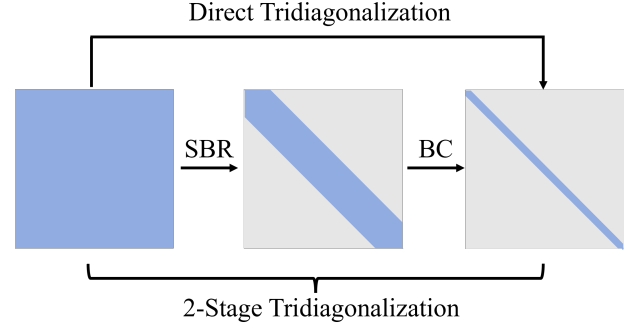 Direct Tridiagonalization
SBR
BC
2-Stage Tridiagonalization